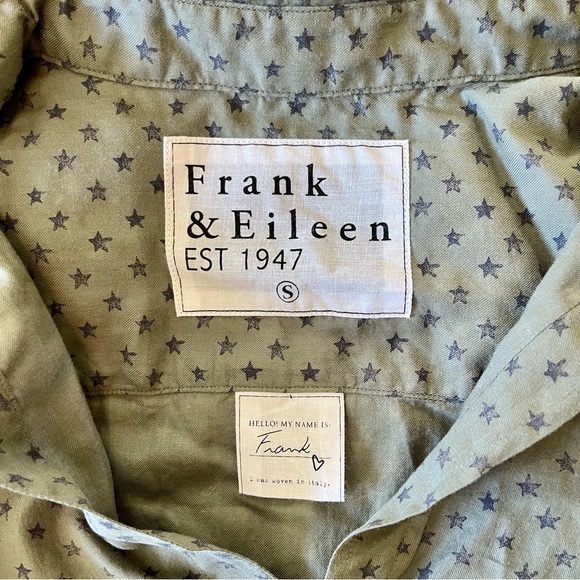 Frank
& Eileen
EST 1947
S
HELLO! MY NAME IS:
Frank
I was woven in Italy.